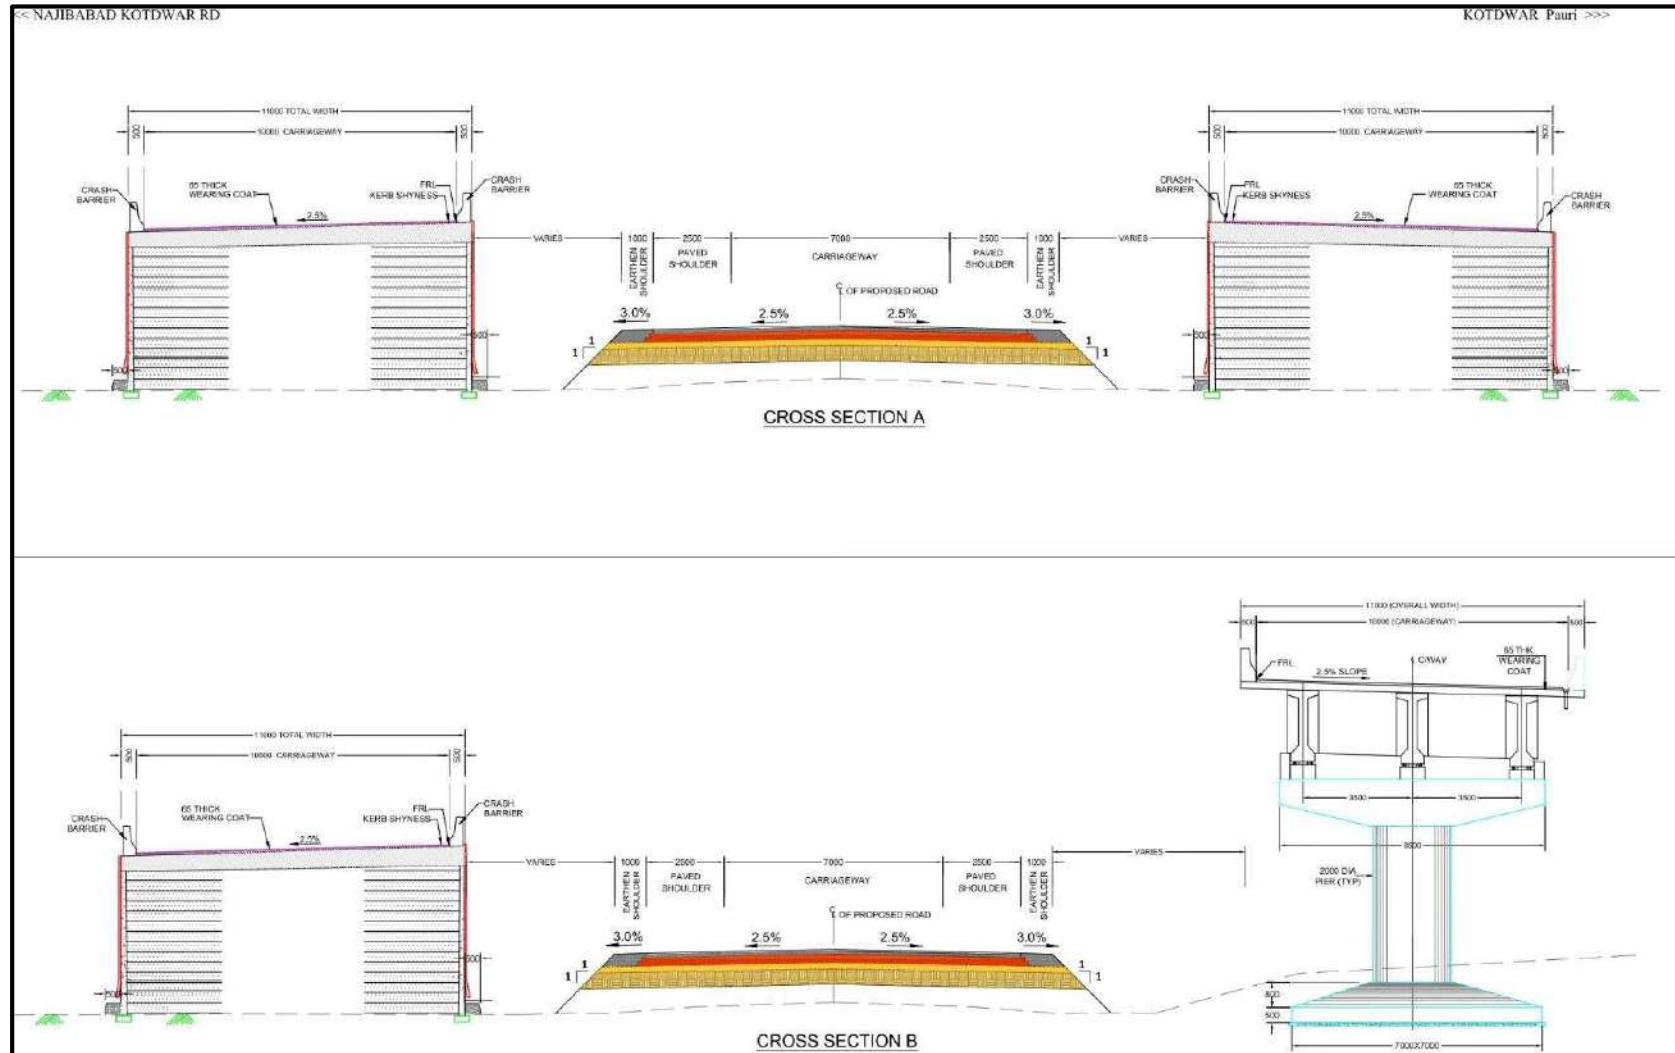 << NAJIBABAD KOTDWAR RD
KOTDWAR Pauri >>>
11000 TOTAL WIDTH
500
10000 CARRIAGEWAY
500
CRASH
BARRIER
65 THICK
WEARING COAT
2.5%
FRL
KERB SHYNESS
CRASH
BARRIER
500
500
11000 TOTAL WIDTH
500
10000 CARRIAGEWAY
500
CRASH
BARRIER
FRL
KERB SHYNESS
2.5%
65 THICK
WEARING COAT
CRASH
BARRIER
500
500
VARIES
1000
2500
7000
2500
1000
VARIES
EARTHEN
SHOULDER
PAVED
SHOULDER
CARRIAGEWAY
PAVED
SHOULDER
EARTHEN
SHOULDER
C
L OF PROPOSED ROAD
3.0%
2.5%
2.5%
3.0%
1
1
1
1
CROSS SECTION A
11000 TOTAL WIDTH
500
10000 CARRIAGEWAY
500
CRASH
BARRIER
65 THICK
WEARING COAT
2.5%
FRL
KERB SHYNESS
CRASH
BARRIER
500
500
VARIES
1000
2500
7000
2500
1000
VARIES
EARTHEN
SHOULDER
PAVED
SHOULDER
CARRIAGEWAY
PAVED
SHOULDER
EARTHEN
SHOULDER
C
L OF PROPOSED ROAD
3.0%
2.5%
2.5%
3.0%
1
1
1
1
11000 (OVERALL WIDTH)
500
10000 (CARRIAGEWAY)
500
FRL
2.5% SLOPE
C/WAY
65 THK
WEARING
COAT
3500
3500
8500
2000 DIA
PIER (TYP)
800
500
7000X7000
CROSS SECTION B